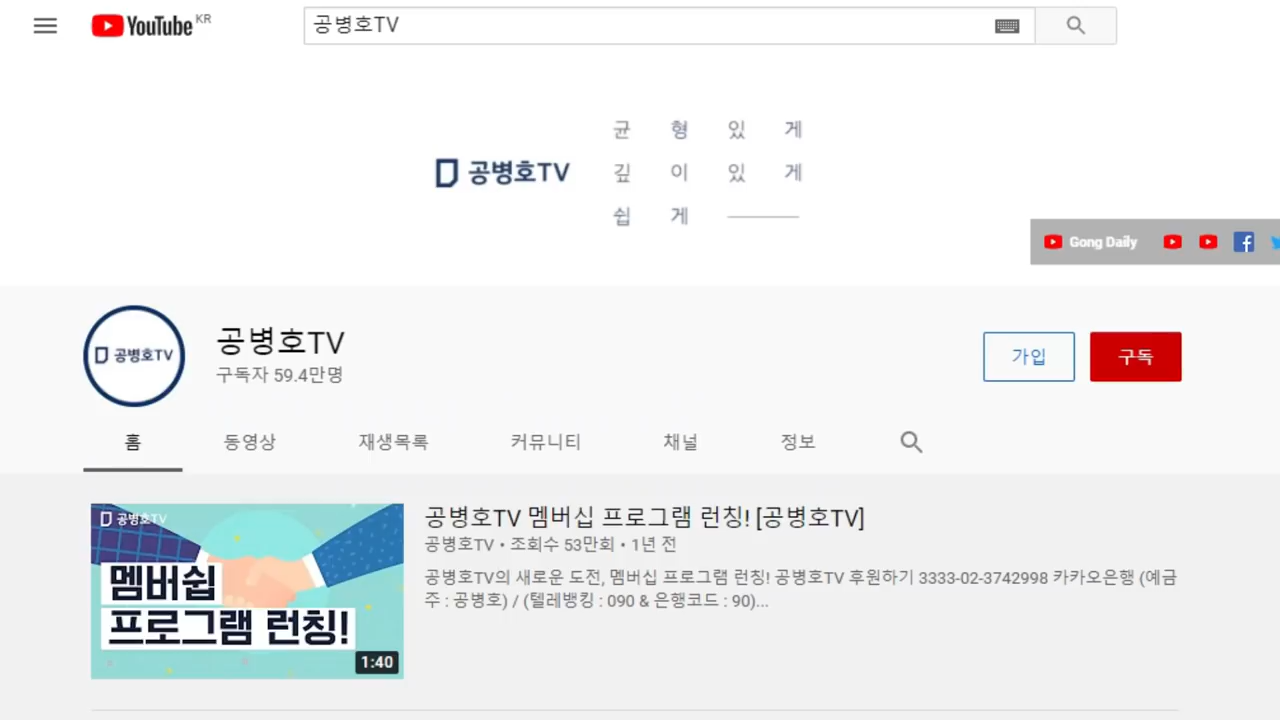 YouTube KR
공병호TV
균 형 있 게
공병호TV
깊 이 있 게
쉽 게
Gong Daily
공병호TV
공병호TV
구독자 59.4만명
가입
구독
홈 동영상 재생목록 커뮤니티 채널 정보
공병호TV
멤버쉽
프로그램 런칭!
1:40
공병호TV 멤버십 프로그램 런칭! [공병호TV]
공병호TV • 조회수 53만회 • 1년 전
공병호TV의 새로운 도전, 멤버십 프로그램 런칭! 공병호TV 후원하기 3333-02-3742998 카카오은행 (예금
주 : 공병호) / (텔레뱅킹 : 090 & 은행코드 : 90)...